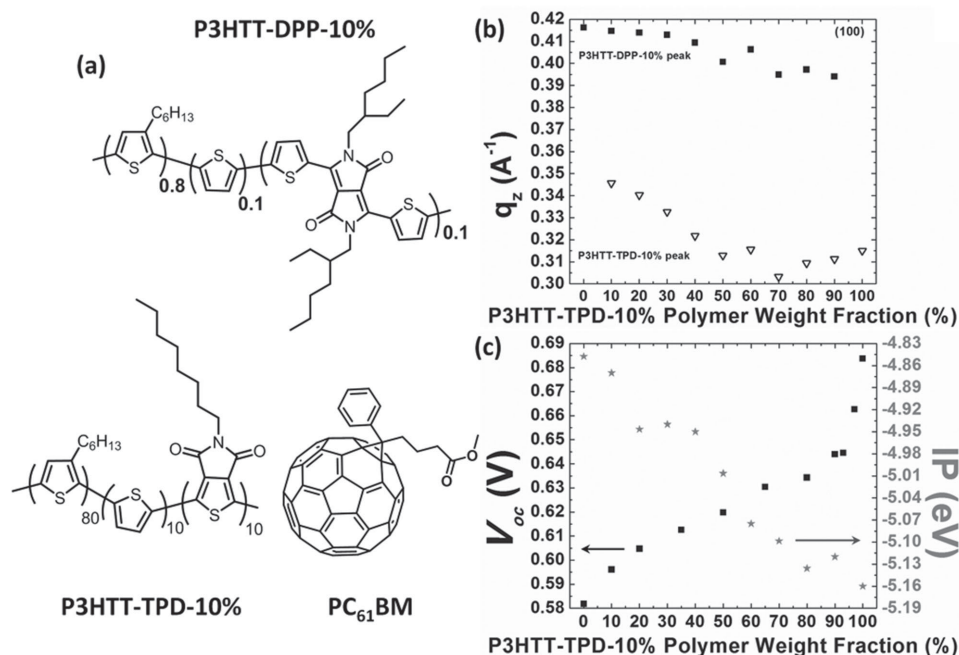 P3HTT-DPP-10%
(a)
C6H13
N
O
S
S
S
0.8
0.1
O
N
S
0.1
C6H13
O
N
O
S
S
S
80
10
10
O
O
P3HTT-TPD-10%
PC61BM
(b)
(100)
P3HTT-DPP-10% peak
P3HTT-TPD-10% peak
qz (A-1)
0.42
0.41
0.40
0.39
0.38
0.37
0.36
0.35
0.34
0.33
0.32
0.31
0.30
0 10 20 30 40 50 60 70 80 90 100
P3HTT-TPD-10% Polymer Weight Fraction (%)
(c)
Voc (V)
0.69
0.68
0.66
0.65
0.64
0.63
0.62
0.60
0.59
0.58
IP (eV)
-4.83
-4.86
-4.89
-4.92
-4.95
-4.98
-5.01
-5.04
-5.07
-5.10
-5.13
-5.16
-5.19
0 10 20 30 40 50 60 70 80 90 100
P3HTT-TPD-10% Polymer Weight Fraction (%)